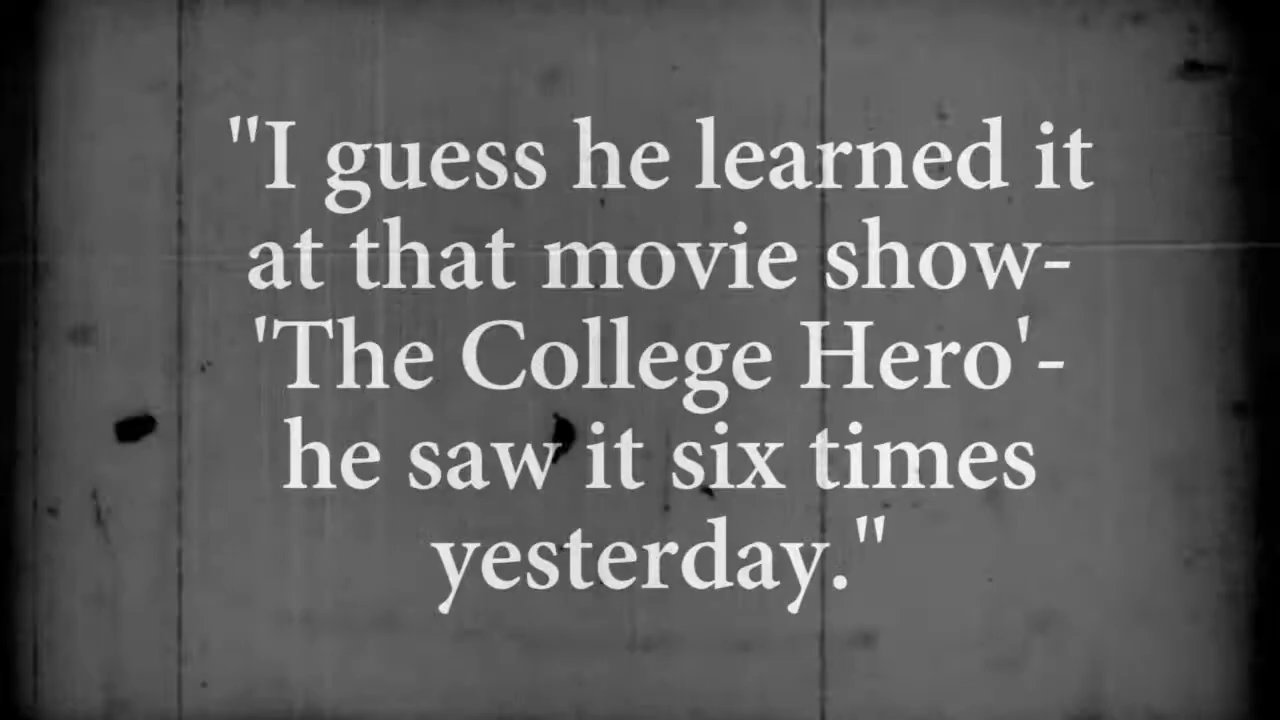 "I guess he learned it
at that movie show-
'The College Hero'-
he saw it six times
yesterday."